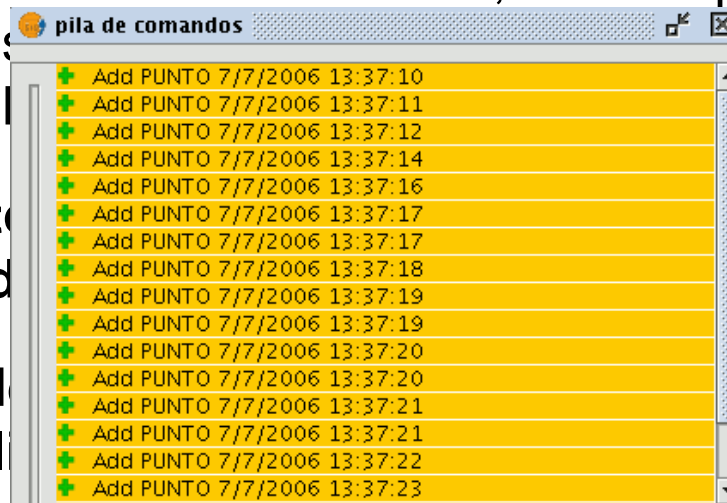 pila de comandos
Add PUNTO 7/7/2006 13:37:10
Add PUNTO 7/7/2006 13:37:11
Add PUNTO 7/7/2006 13:37:12
Add PUNTO 7/7/2006 13:37:14
Add PUNTO 7/7/2006 13:37:16
Add PUNTO 7/7/2006 13:37:17
Add PUNTO 7/7/2006 13:37:17
Add PUNTO 7/7/2006 13:37:18
Add PUNTO 7/7/2006 13:37:19
Add PUNTO 7/7/2006 13:37:19
Add PUNTO 7/7/2006 13:37:20
Add PUNTO 7/7/2006 13:37:20
Add PUNTO 7/7/2006 13:37:21
Add PUNTO 7/7/2006 13:37:21
Add PUNTO 7/7/2006 13:37:22
Add PUNTO 7/7/2006 13:37:23